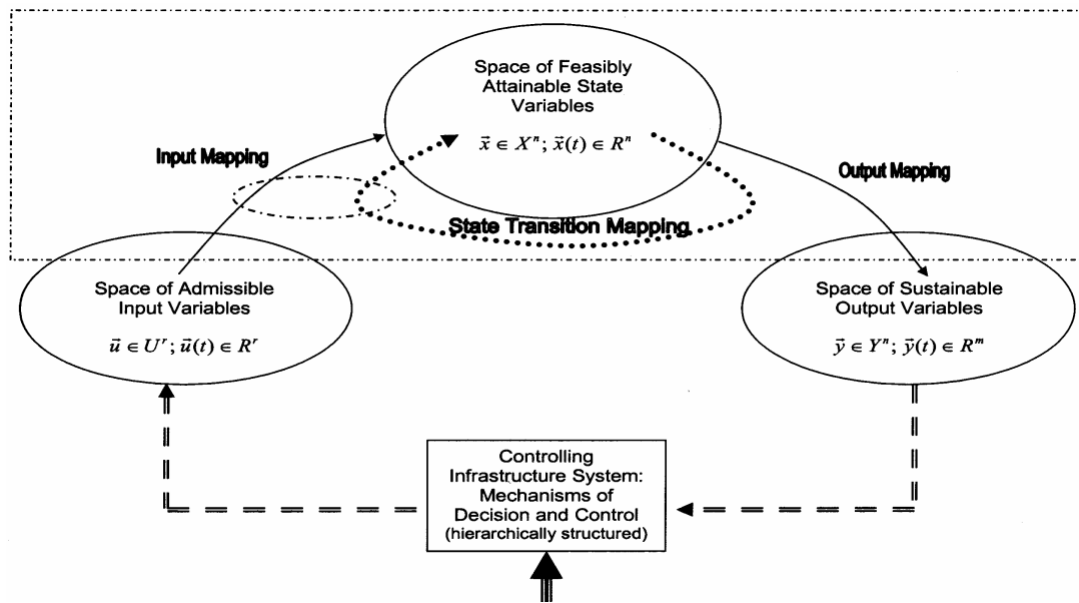 Space of Feasibly
Attainable State
Variables
x⃗ ∈ Xⁿ; x⃗(t) ∈ Rⁿ
Input Mapping
Output Mapping
State Transition Mapping
Space of Admissible
Input Variables
u⃗ ∈ Uʳ; u⃗(t) ∈ Rʳ
Space of Sustainable
Output Variables
y⃗ ∈ Yⁿ; y⃗(t) ∈ Rᵐ
Controlling
Infrastructure System:
Mechanisms of
Decision and Control
(hierarchically structured)